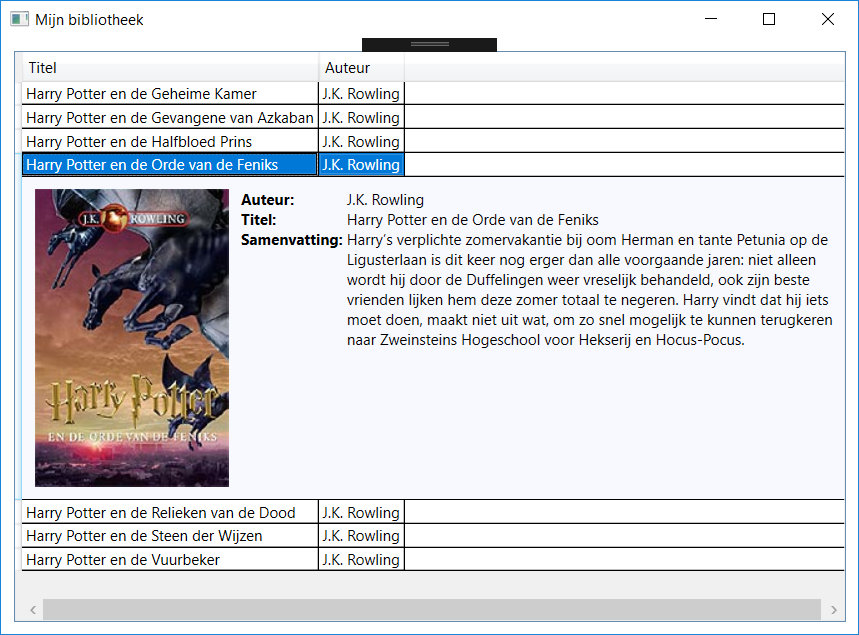 Mijn bibliotheek
Titel Auteur
Harry Potter en de Geheime Kamer J.K. Rowling
Harry Potter en de Gevangene van Azkaban J.K. Rowling
Harry Potter en de Halfbloed Prins J.K. Rowling
Harry Potter en de Orde van de Feniks J.K. Rowling
J.K. ROWLING
Harry Potter
EN DE ORDE VAN DE FENIKS
Auteur: J.K. Rowling
Titel: Harry Potter en de Orde van de Feniks
Samenvatting: Harry’s verplichte zomervakantie bij oom Herman en tante Petunia op de
Ligusterlaan is dit keer nog erger dan alle voorgaande jaren: niet alleen
wordt hij door de Duffelingen weer vreselijk behandeld, ook zijn beste
vrienden lijken hem deze zomer totaal te negeren. Harry vindt dat hij iets
moet doen, maakt niet uit wat, om zo snel mogelijk te kunnen terugkeren
naar Zweinsteins Hogeschool voor Hekserij en Hocus-Pocus.
Harry Potter en de Relieken van de Dood J.K. Rowling
Harry Potter en de Steen der Wijzen J.K. Rowling
Harry Potter en de Vuurbeker J.K. Rowling